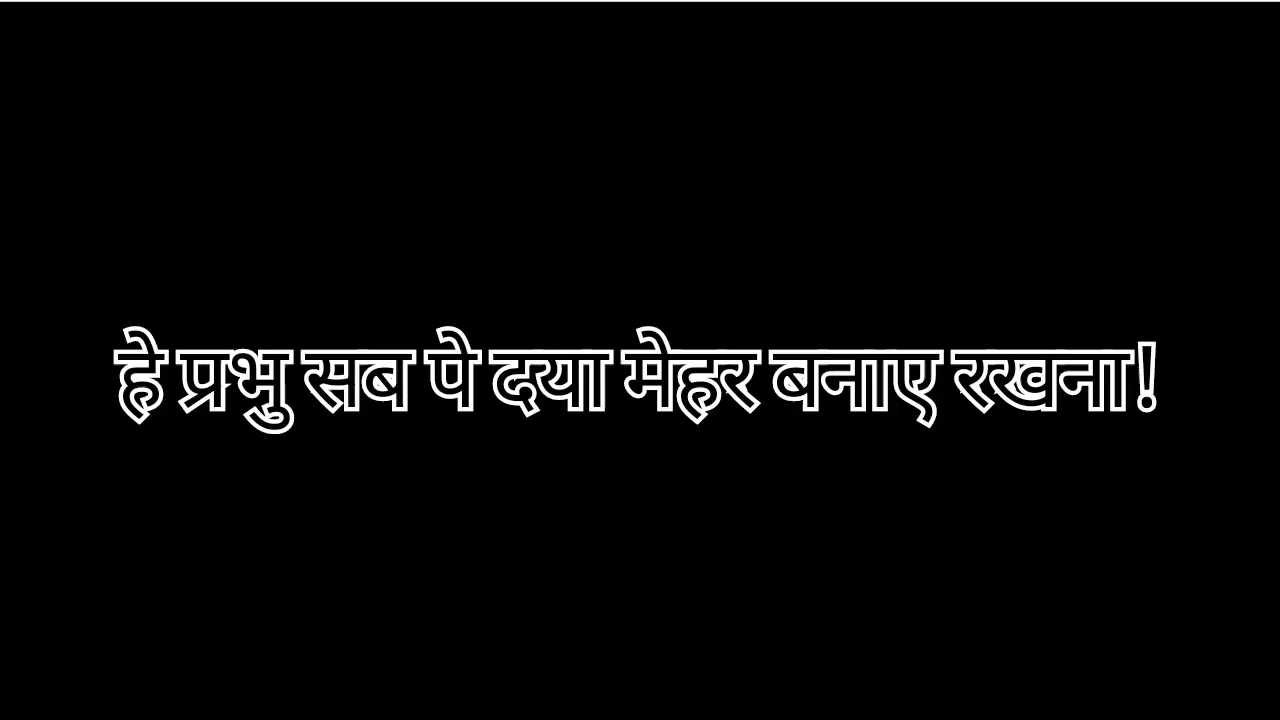 हे प्रभु सब पे दया मेहर बनाए रखना!